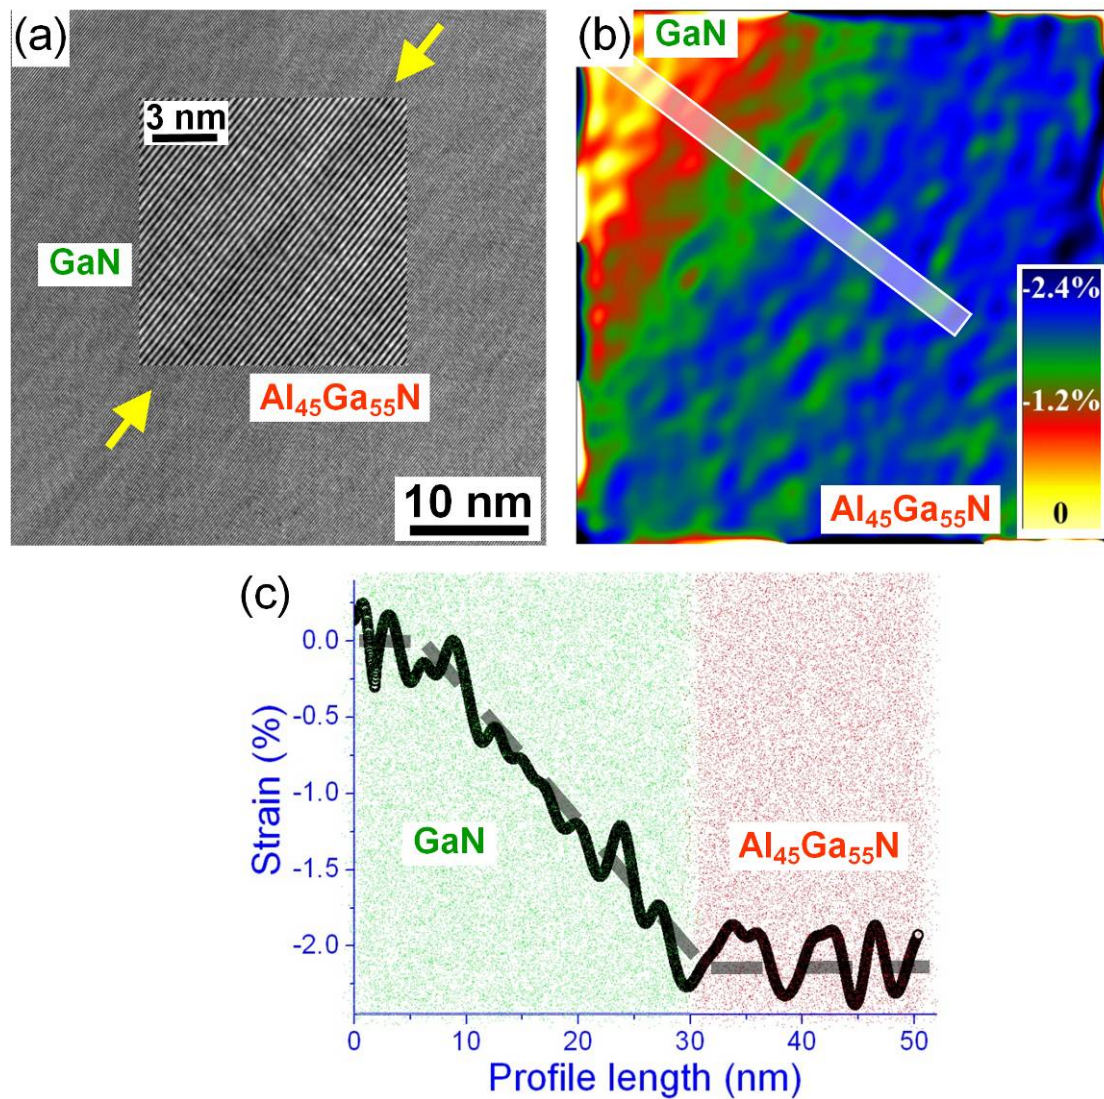 (a)
3 nm
GaN
Al₄₅Ga₅₅N
10 nm
(b)
GaN
-2.4%
-1.2%
0
Al₄₅Ga₅₅N
(c)
Strain (%)
0.0
-0.5
-1.0
-1.5
-2.0
GaN
Al₄₅Ga₅₅N
0 10 20 30 40 50
Profile length (nm)